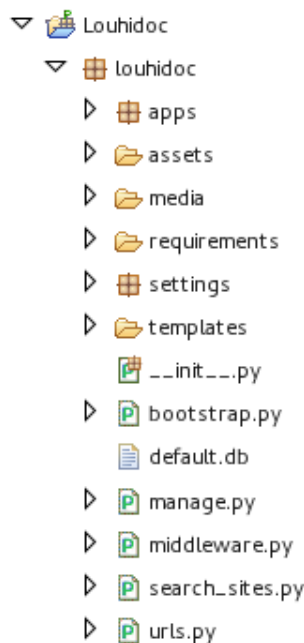 Louhidoc
louhidoc
apps
assets
media
requirements
settings
templates
__init__.py
bootstrap.py
default.db
manage.py
middleware.py
search_sites.py
urls.py